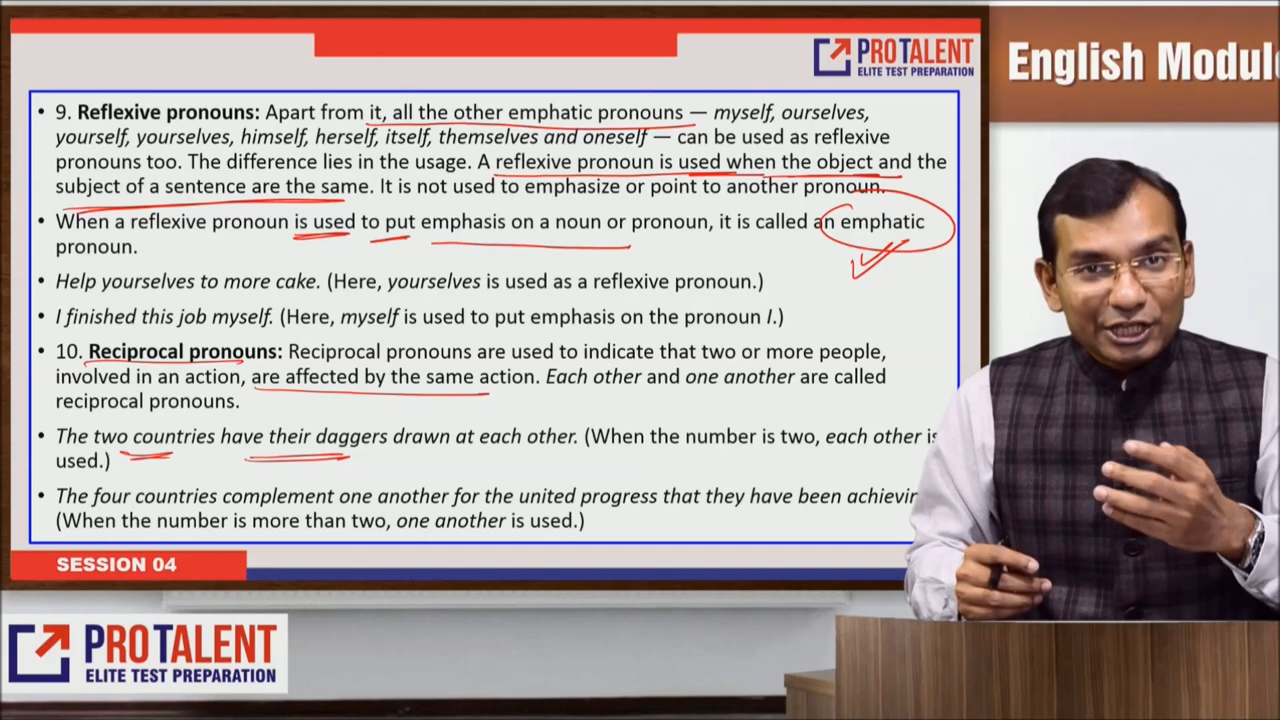 PROTALENT
ELITE TEST PREPARATION
English Module
• 9. Reflexive pronouns: Apart from it, all the other emphatic pronouns — myself, ourselves,
yourself, yourselves, himself, herself, itself, themselves and oneself — can be used as reflexive
pronouns too. The difference lies in the usage. A reflexive pronoun is used when the object and the
subject of a sentence are the same. It is not used to emphasize or point to another pronoun.
• When a reflexive pronoun is used to put emphasis on a noun or pronoun, it is called an emphatic
pronoun.
• Help yourselves to more cake. (Here, yourselves is used as a reflexive pronoun.)
• I finished this job myself. (Here, myself is used to put emphasis on the pronoun I.)
• 10. Reciprocal pronouns: Reciprocal pronouns are used to indicate that two or more people,
involved in an action, are affected by the same action. Each other and one another are called
reciprocal pronouns.
• The two countries have their daggers drawn at each other. (When the number is two, each other is
used.)
• The four countries complement one another for the united progress that they have been achievin
(When the number is more than two, one another is used.)
SESSION 04
PROTALENT
ELITE TEST PREPARATION